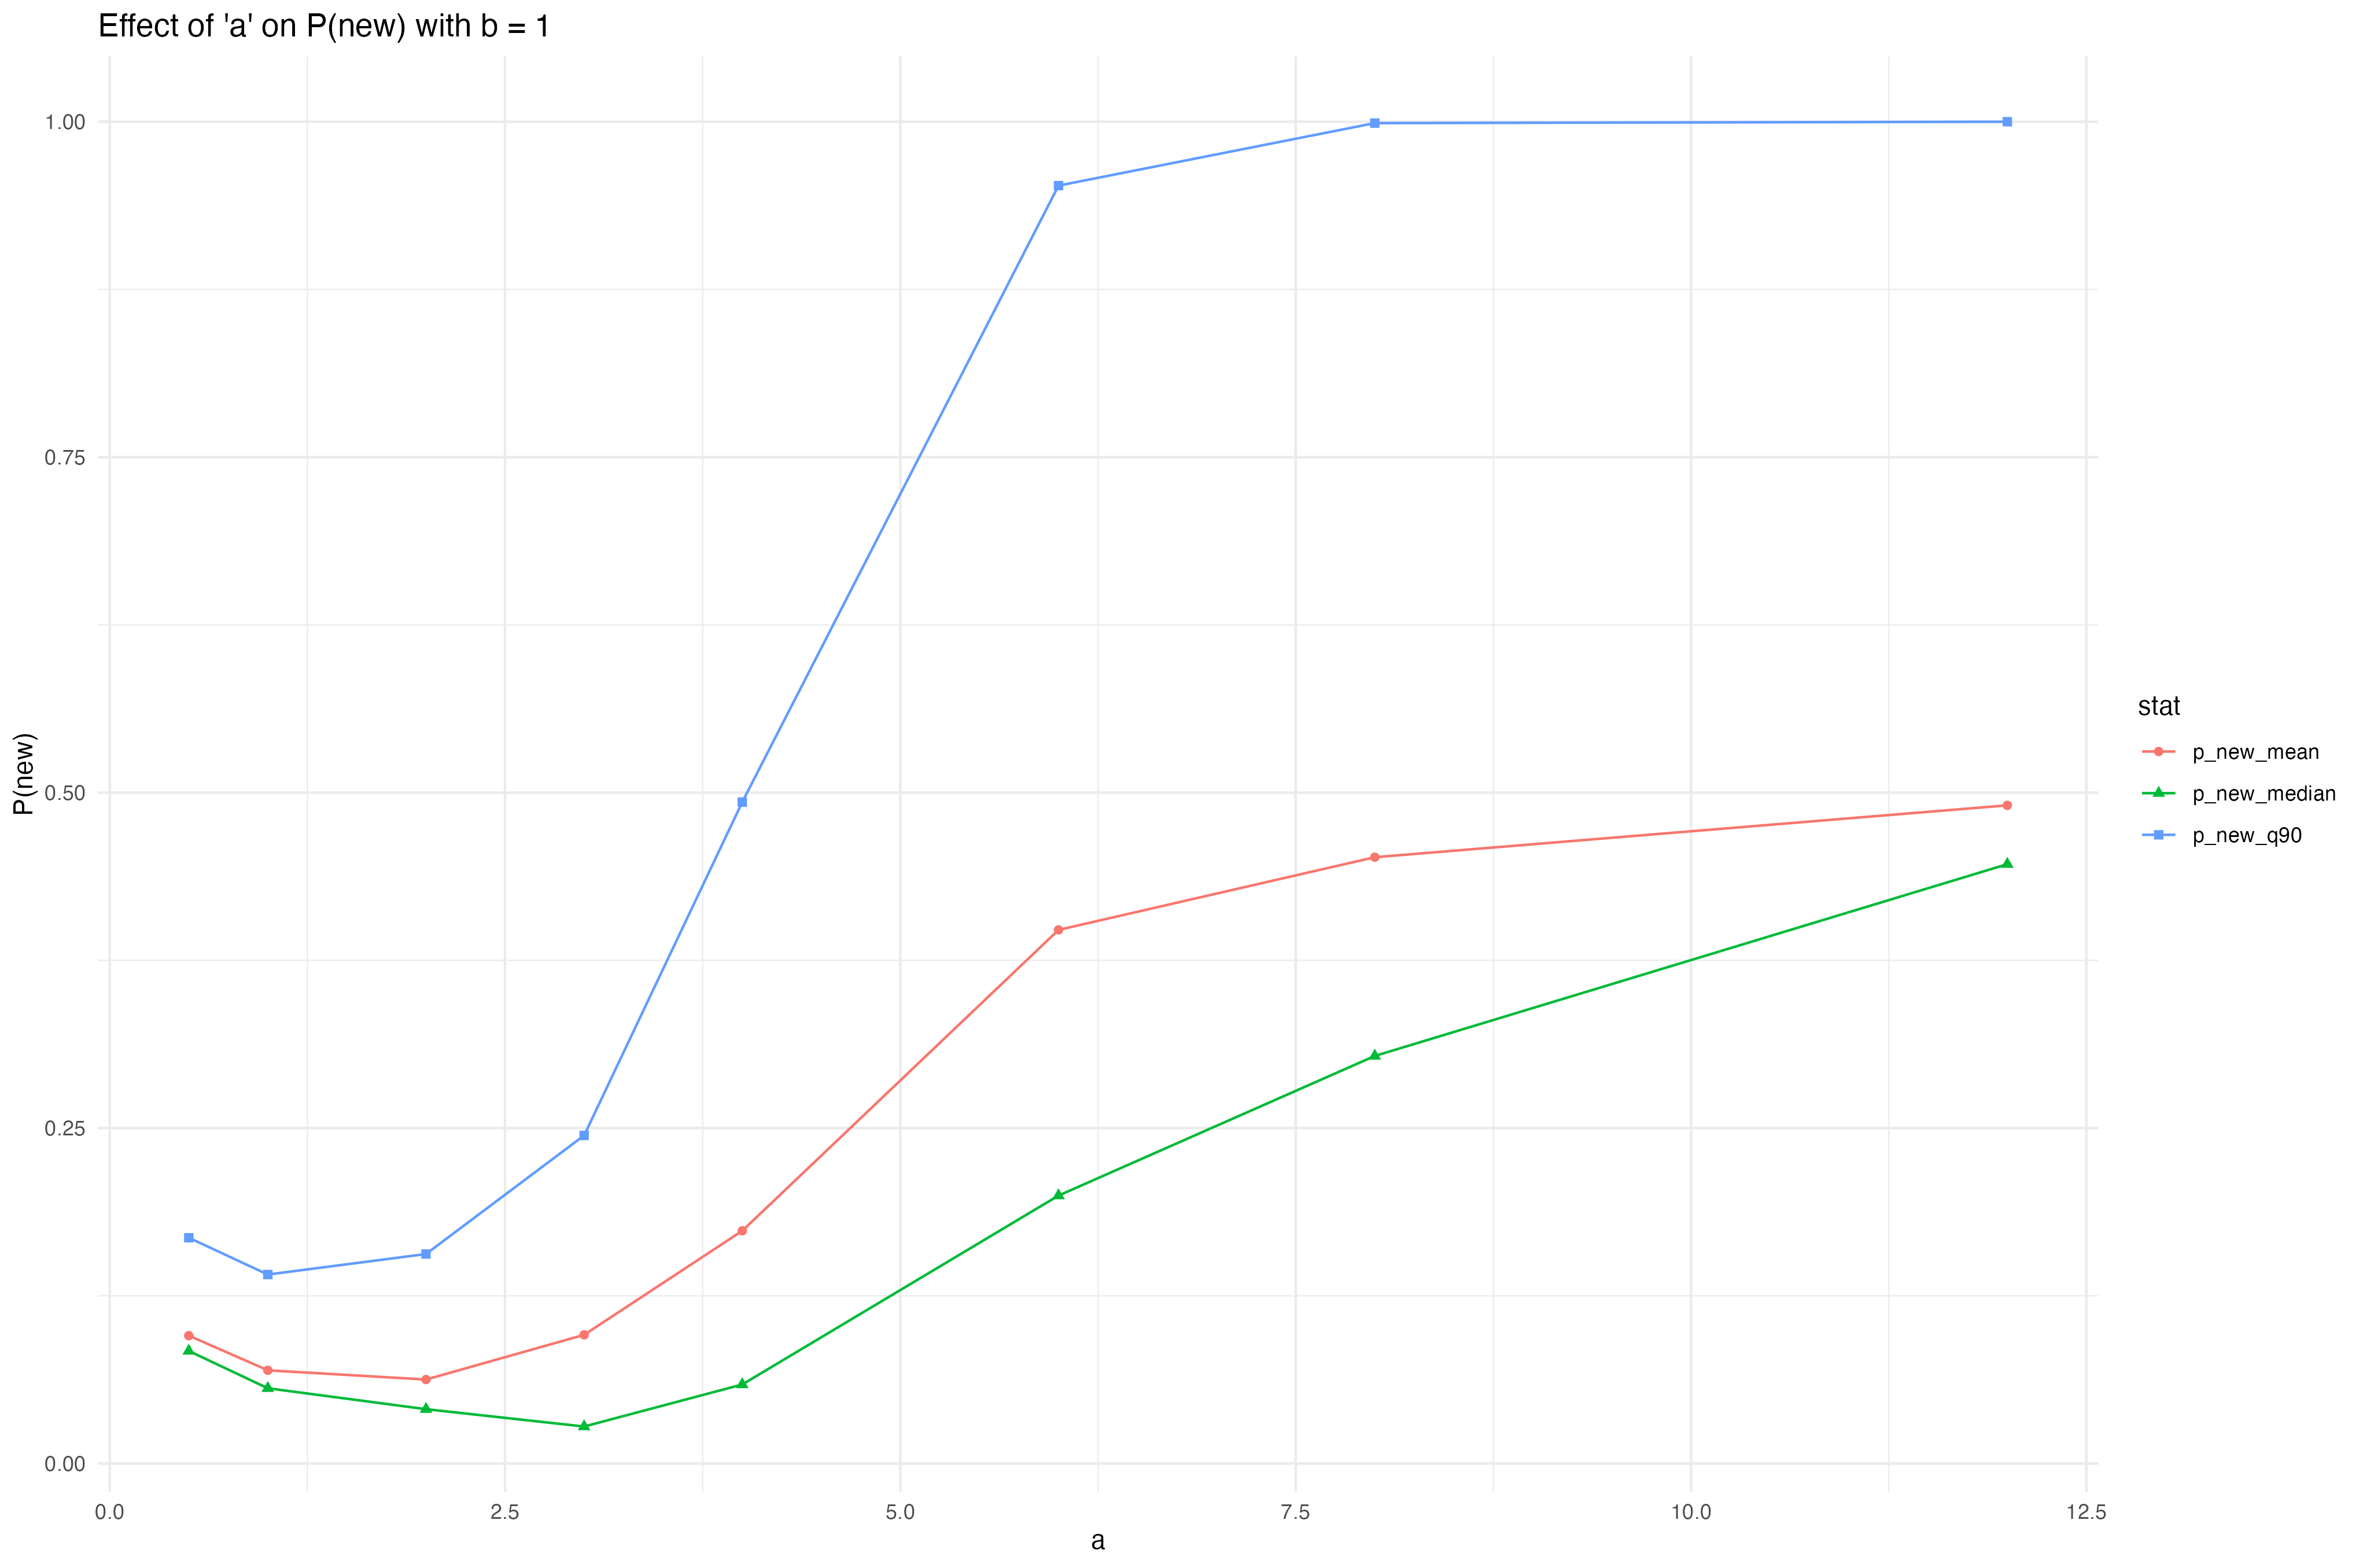 Effect of 'a' on P(new) with b = 1
1.00
0.75
0.50
0.25
0.00
P(new)
0.0 2.5 5.0 7.5 10.0 12.5
a
stat
p_new_mean
p_new_median
p_new_q90